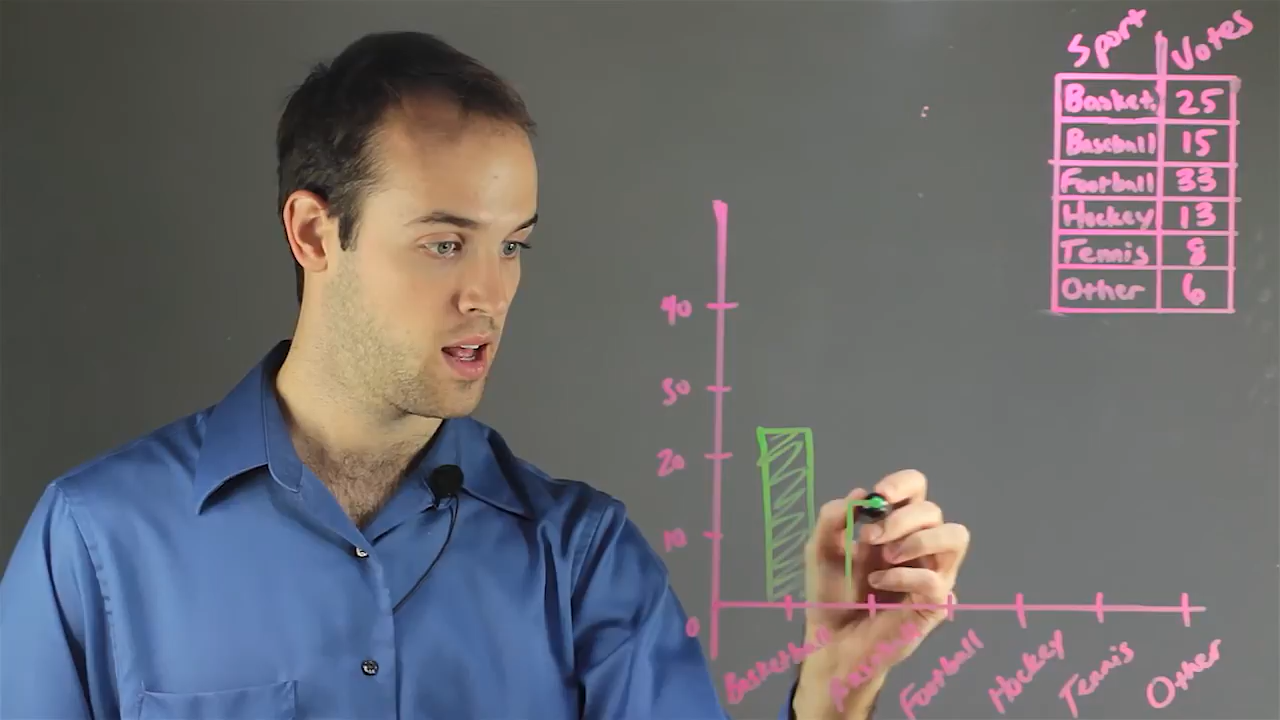 Sport Votes
Basket. 25
Baseball 15
Football 33
Hockey 13
Tennis 8
Other 6
40
30
20
10
0
Basketball Baseball Football Hockey Tennis Other